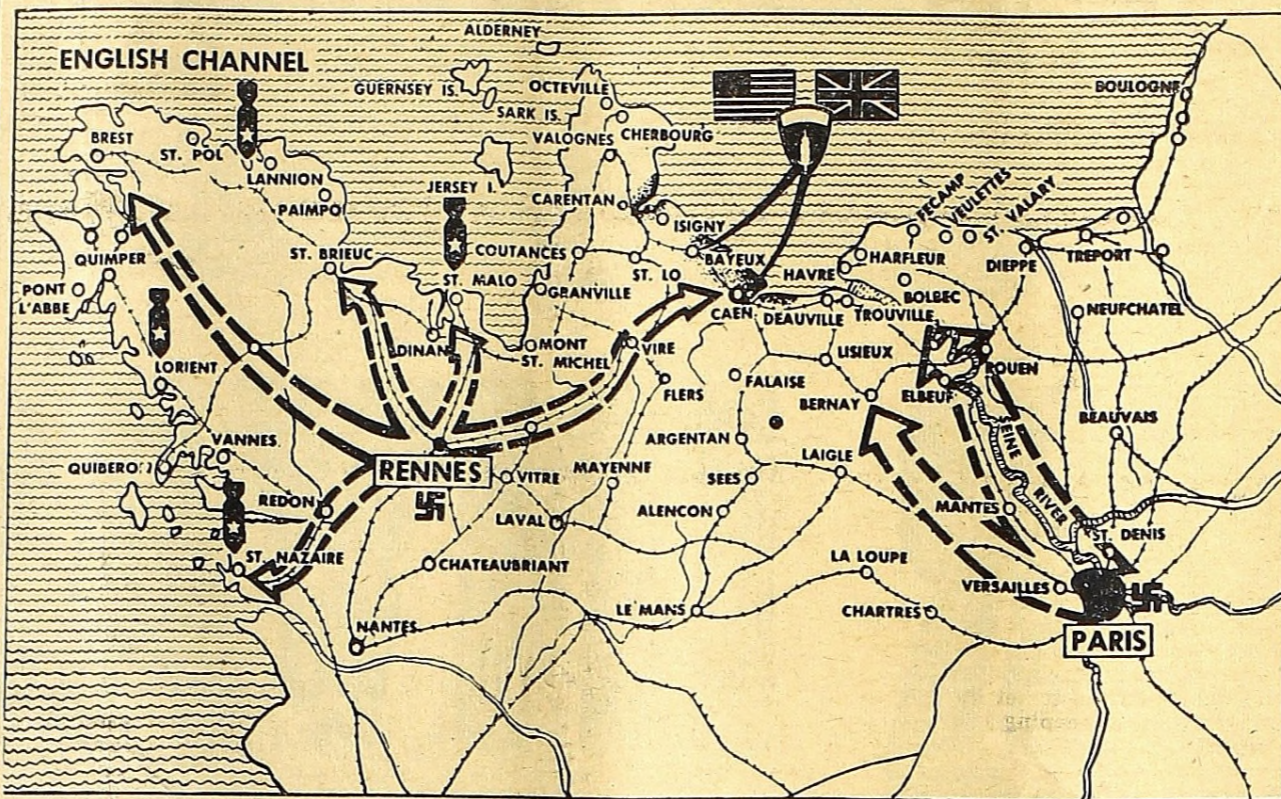 ALDERNEY
ENGLISH CHANNEL
GUERNSEY IS.
OCTEVILLE
SARK IS.
BOULOGNE
BREST
ST. POL
VALOGNES
CHERBOURG
LANNION
JERSEY I.
PAIMPOL
CARENTAN
ISIGNY
FECAMP
VEULETTES
ST. VALARY
QUIMPER
ST. BRIEUC
COUTANCES
ST. LO
BAYEUX
HAVRE
HARFLEUR
DIEPPE
TREPORT
PONT
L'ABBE
ST. MALO
GRANVILLE
BOLBEC
CAEN
DEAUVILLE
TROUVILLE
NEUFCHATEL
DINAN
MONT
ST. MICHEL
VIRE
LISIEUX
ROUEN
LORIENT
FLERS
FALAISE
BERNAY
ELBEUF
SEINE
RIVER
BEAUVAIS
VANNES
ARGENTAN
LAIGLE
QUIBERON
RENNES
VITRE
MAYENNE
SEES
REDON
LAVAL
ALENCON
MANTES
ST. DENIS
ST. NAZAIRE
CHATEAUBRIANT
LA LOUPE
VERSAILLES
LE MANS
CHARTRES
NANTES
PARIS